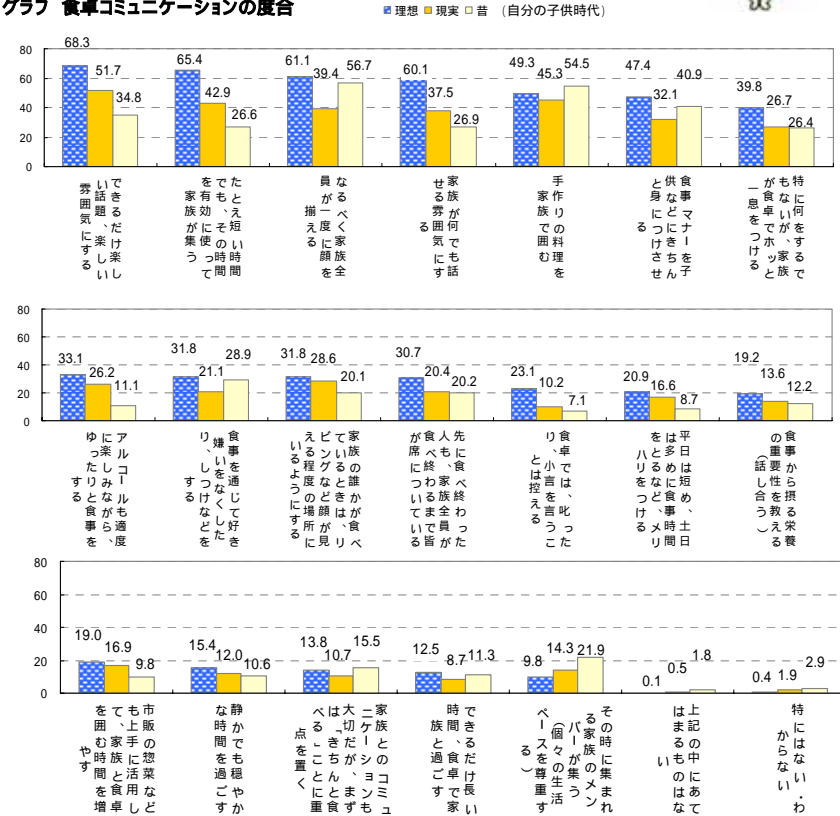 グラフ 食卓コミュニケーションの度合
理想 現実 昔 (自分の子供時代)
80
60
40
20
0
68.3 51.7 34.8
65.4 42.9 26.6
61.1 39.4 56.7
60.1 37.5 26.9
49.3 45.3 54.5
47.4 32.1 40.9
39.8 26.7 26.4
できるだけ楽し
い話題、楽しい
雰囲気にする
たとえ短い時間
でも、その時間
を有効に使って
家族が集う
なるべく家族全
員が一度に顔を
揃える
家族が何でも話
せる雰囲気にす
る
手作りの料理を
家族で囲む
食事マナーを子
供などにきちん
と身につけさせ
る
特に何をするで
もないが、家族
が食卓でホッと
一息をつける
80
60
40
20
0
33.1 26.2 11.1
31.8 21.1 28.9
31.8 28.6 20.1
30.7 20.4 20.2
23.1 10.2 7.1
20.9 16.6 8.7
19.2 13.6 12.2
アルコールも適度
に楽しみながら、
ゆったりと食事を
する
食事を通じて好き
嫌いをなくした
り、しつけなどを
する
家族の誰かが食べ
ているときは、リ
ビングなど顔が見
える程度の場所に
いるようにする
先に食べ終わった
人も、家族全員が
食べ終わるまで皆
が席についている
食卓では、叱った
り、小言を言うこ
とは控える
平日は短め、土日
は多めに食事時間
をとるなど、メリ
ハリをつける
食事から摂る栄養
の重要性を教える
(話し合う)
80
60
40
20
0
19.0 16.9 9.8
15.4 12.0 10.6
13.8 10.7 15.5
12.5 8.7 11.3
9.8 14.3 21.9
0.1 0.5 1.8
0.4 1.9 2.9
市販の惣菜など
も上手に活用し
て、家族と食卓
を囲む時間を増
やす
静かでも穏やか
な時間を過ごす
家族とのコミュ
ニケーションも
大切だが、まず
は、「きちんと食
べる」ことに重
点を置く
できるだけ長い
時間、食卓で家
族と過ごす
その時に集まれ
る家族のメン
バーが集う
(個々の生活
ペースを尊重す
る)
上記の中にあて
はまるものはな
い
特にはない・わ
からない